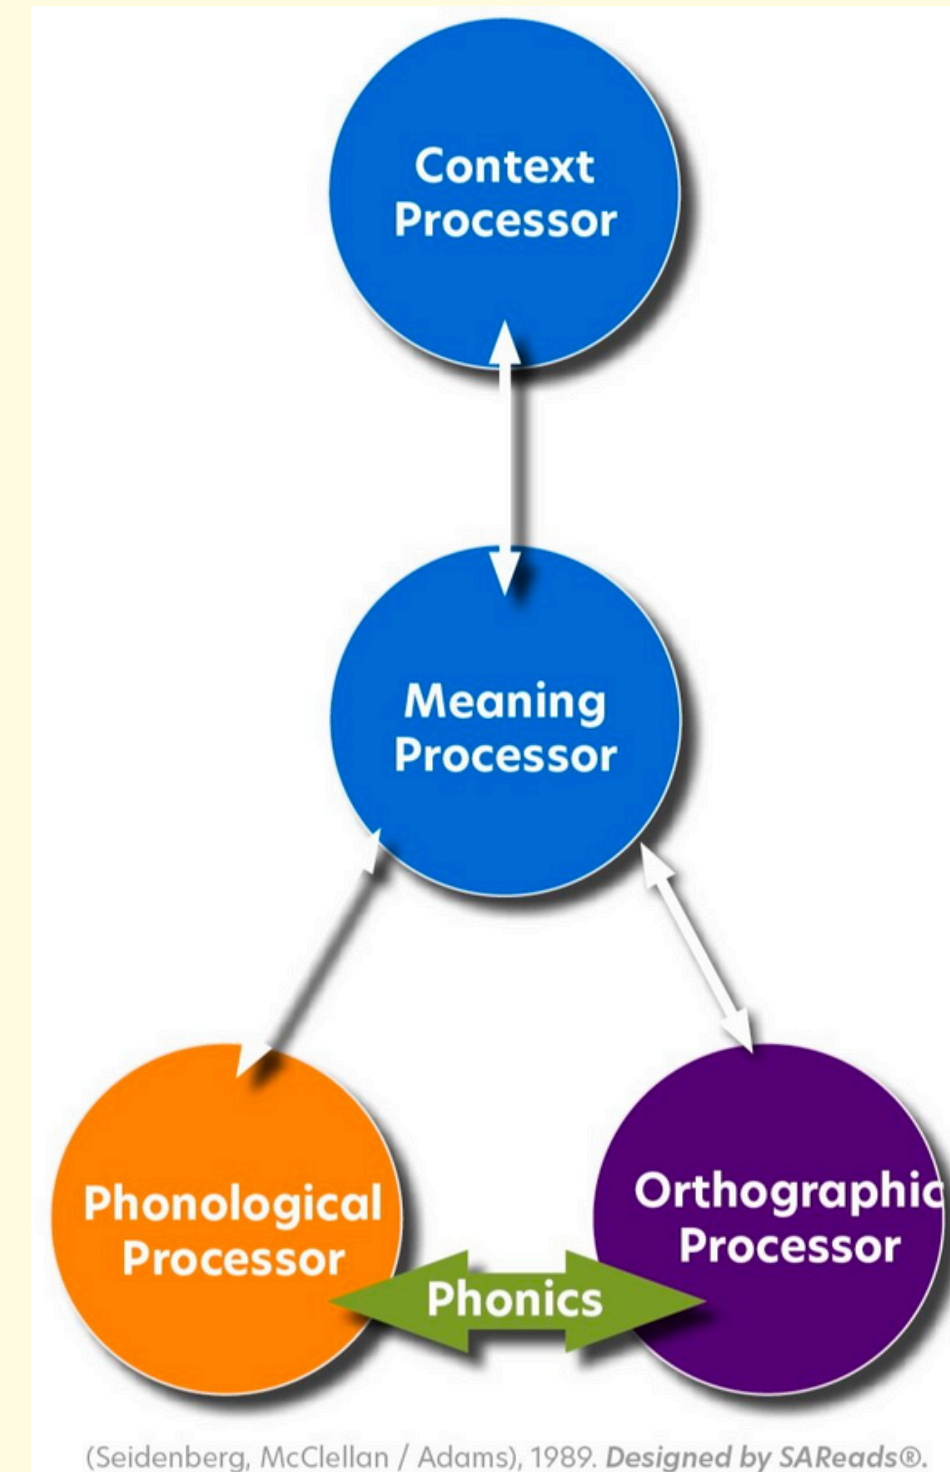 Context
Processor
Meaning
Processor
Phonological
Processor
Orthographic
Processor
Phonics
(Seidenberg, McClellan / Adams), 1989. Designed by SAReads®.